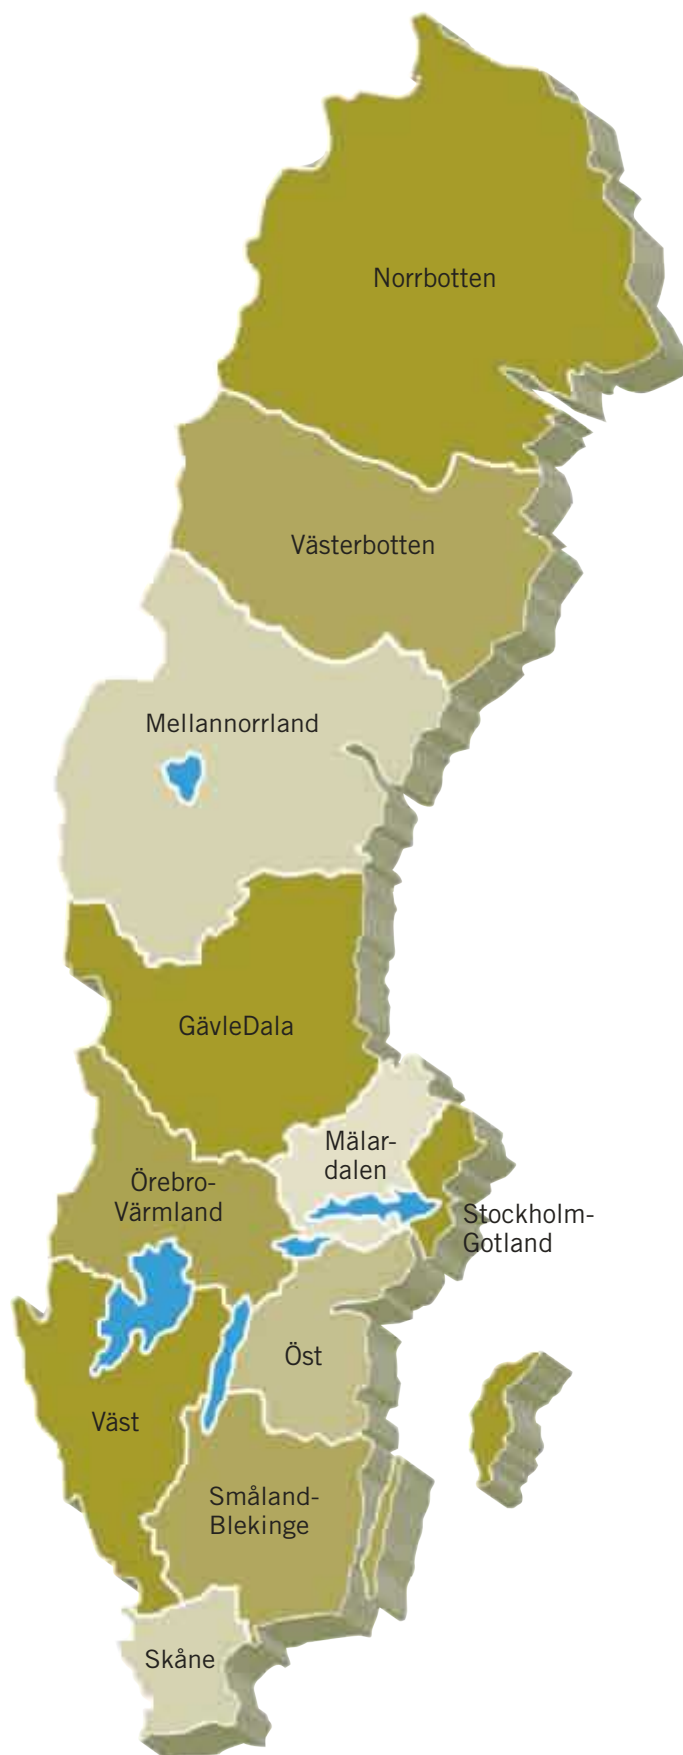 Norrbotten
Västerbotten
Mellannorrland
GävleDala
Mälar-
dalen
Örebro-
Värmland
Stockholm-
Gotland
Öst
Väst
Småland-
Blekinge
Skåne